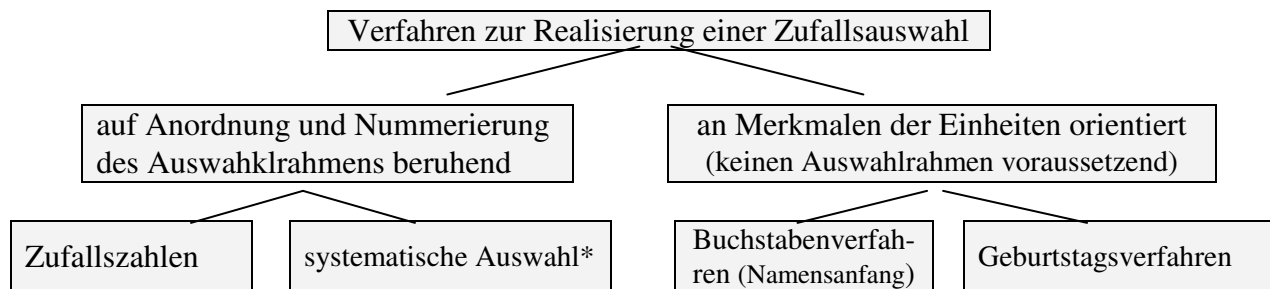 Verfahren zur Realisierung einer Zufallsauswahl
auf Anordnung und Nummerierung
des Auswahklrahmens beruhend
an Merkmalen der Einheiten orientiert
(keinen Auswahlrahmen voraussetzend)
Zufallszahlen
systematische Auswahl*
Buchstabenverfah-
ren (Namensanfang)
Geburtstagsverfahren